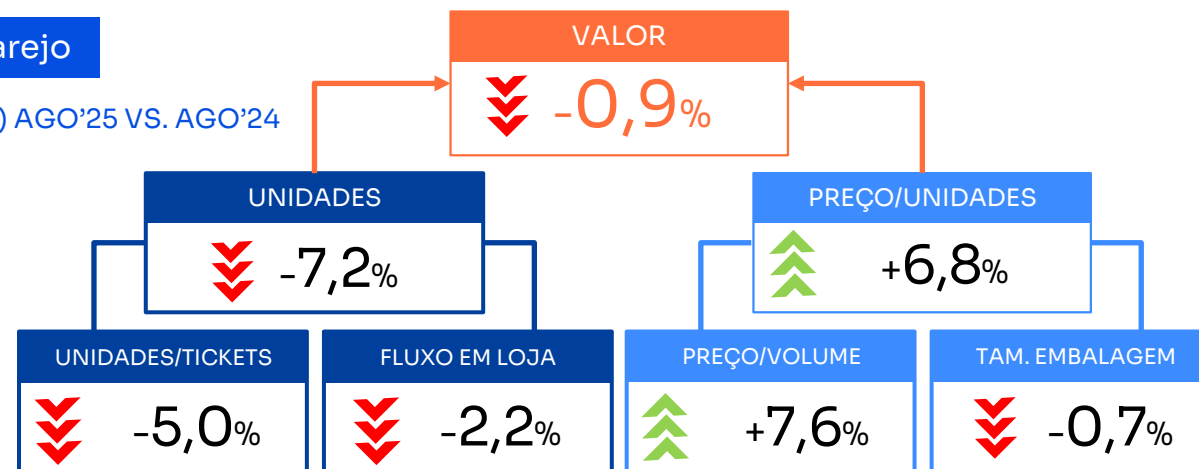 arejo
) AGO’25 VS. AGO’24
VALOR
-0,9%
UNIDADES
-7,2%
PREÇO/UNIDADES
+6,8%
UNIDADES/TICKETS
-5,0%
FLUXO EM LOJA
-2,2%
PREÇO/VOLUME
+7,6%
TAM. EMBALAGEM
-0,7%